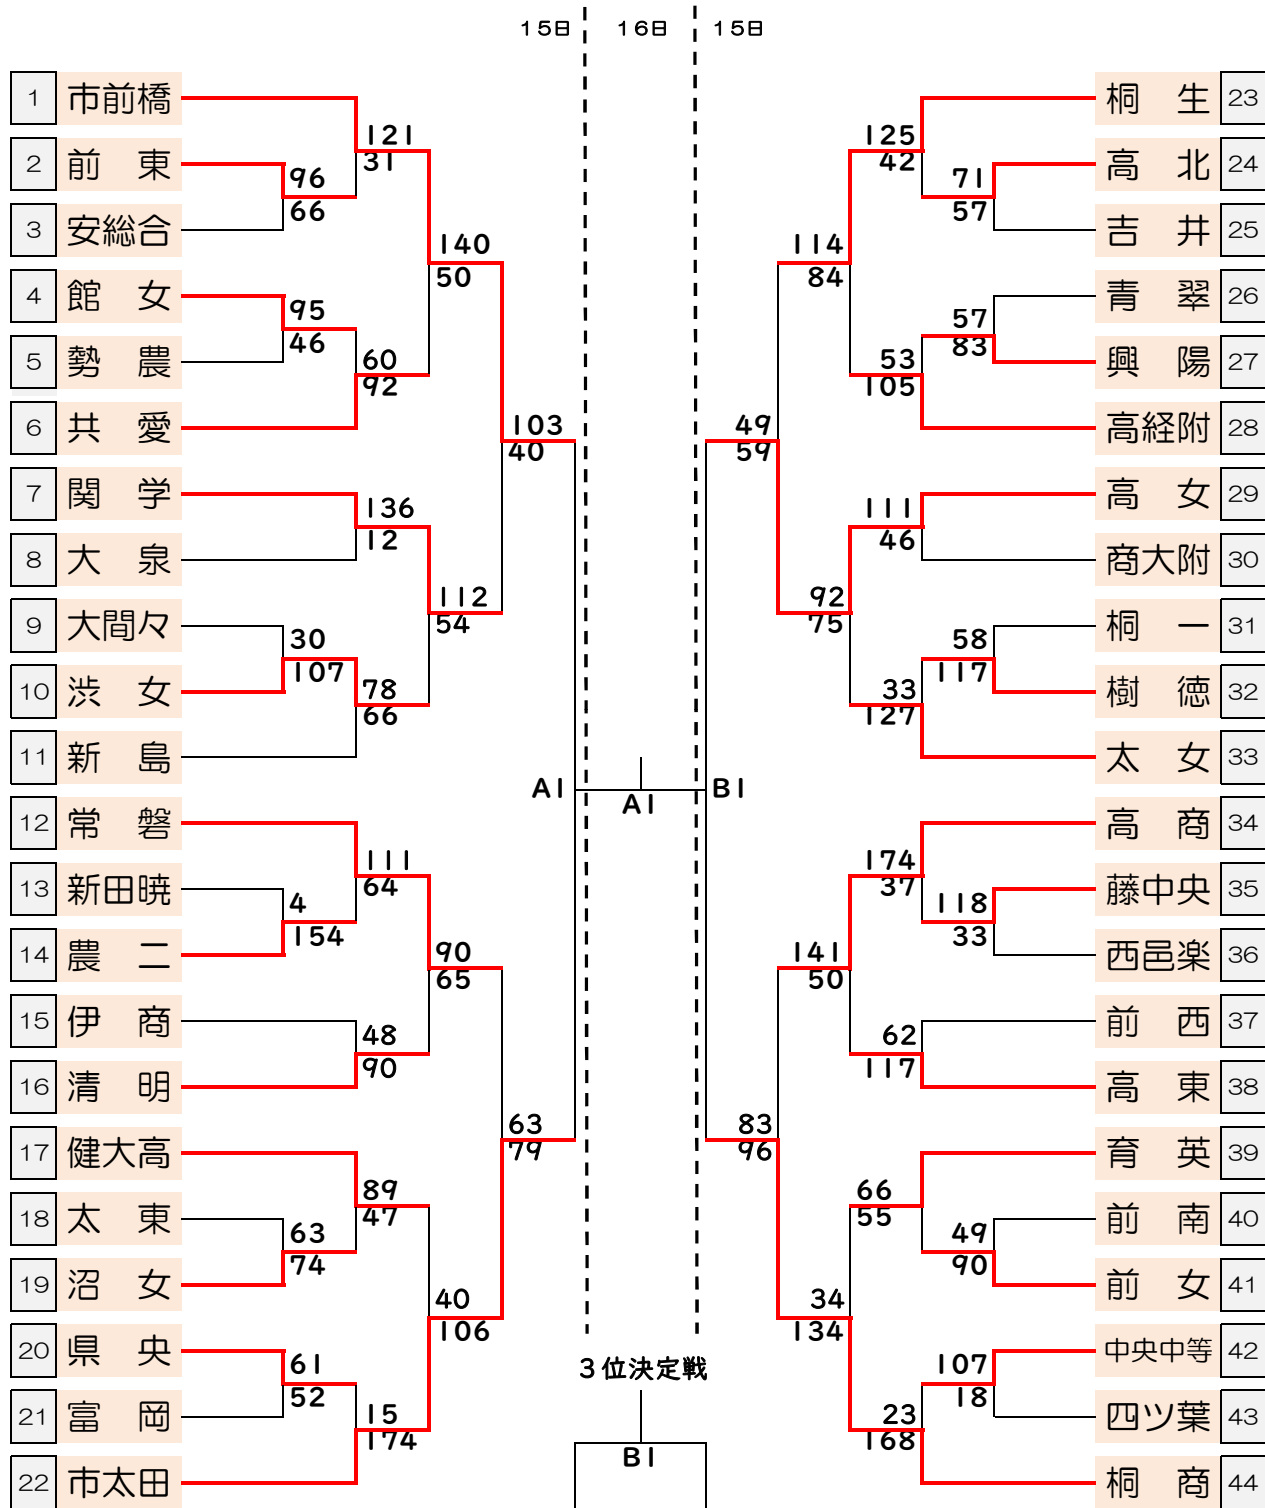 15日 16日 15日
1 市前橋
2 前　東
3 安総合
4 館　女
5 勢　農
6 共　愛
7 関　学
8 大　泉
9 大間々
10 渋　女
11 新　島
12 常　磐
13 新田暁
14 農　二
15 伊　商
16 清　明
17 健大高
18 太　東
19 沼　女
20 県　央
21 富　岡
22 市太田
96
66
95
46
30
107
4
154
63
74
61
52
121
31
60
92
136
12
78
66
111
64
48
90
89
47
15
174
140
50
112
54
90
65
40
106
103
40
63
79
A1
A1
B1
3位決定戦
B1
49
59
83
96
114
84
92
75
141
50
34
134
125
42
53
105
111
46
33
127
174
37
62
117
66
55
23
168
71
57
57
83
58
117
118
33
49
90
107
18
桐　生 23
高　北 24
吉　井 25
青　翠 26
興　陽 27
高経附 28
高　女 29
商大附 30
桐　一 31
樹　徳 32
太　女 33
高　商 34
藤中央 35
西邑楽 36
前　西 37
高　東 38
育　英 39
前　南 40
前　女 41
中央中等 42
四ツ葉 43
桐　商 44